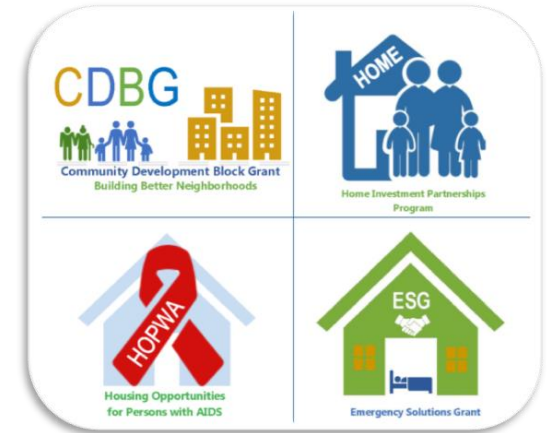 CDBG
Community Development Block Grant
Building Better Neighborhoods
HOME
Home Investment Partnerships
Program
HOPWA
Housing Opportunities
for Persons with AIDS
ESG
Emergency Solutions Grant